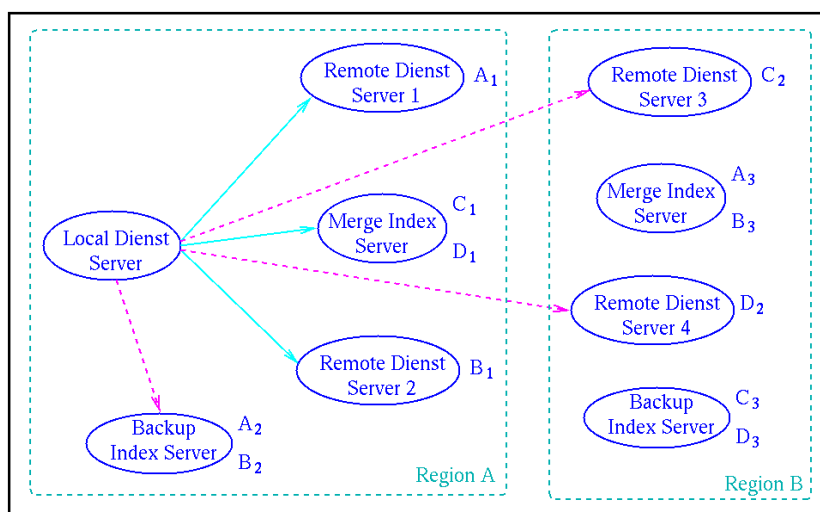 Remote Dienst
Server 1
A1
Merge Index
Server
C1
D1
Local Dienst
Server
Remote Dienst
Server 2
B1
Backup
Index Server
A2
B2
Region A
Remote Dienst
Server 3
C2
Merge Index
Server
A3
B3
Remote Dienst
Server 4
D2
Backup
Index Server
C3
D3
Region B